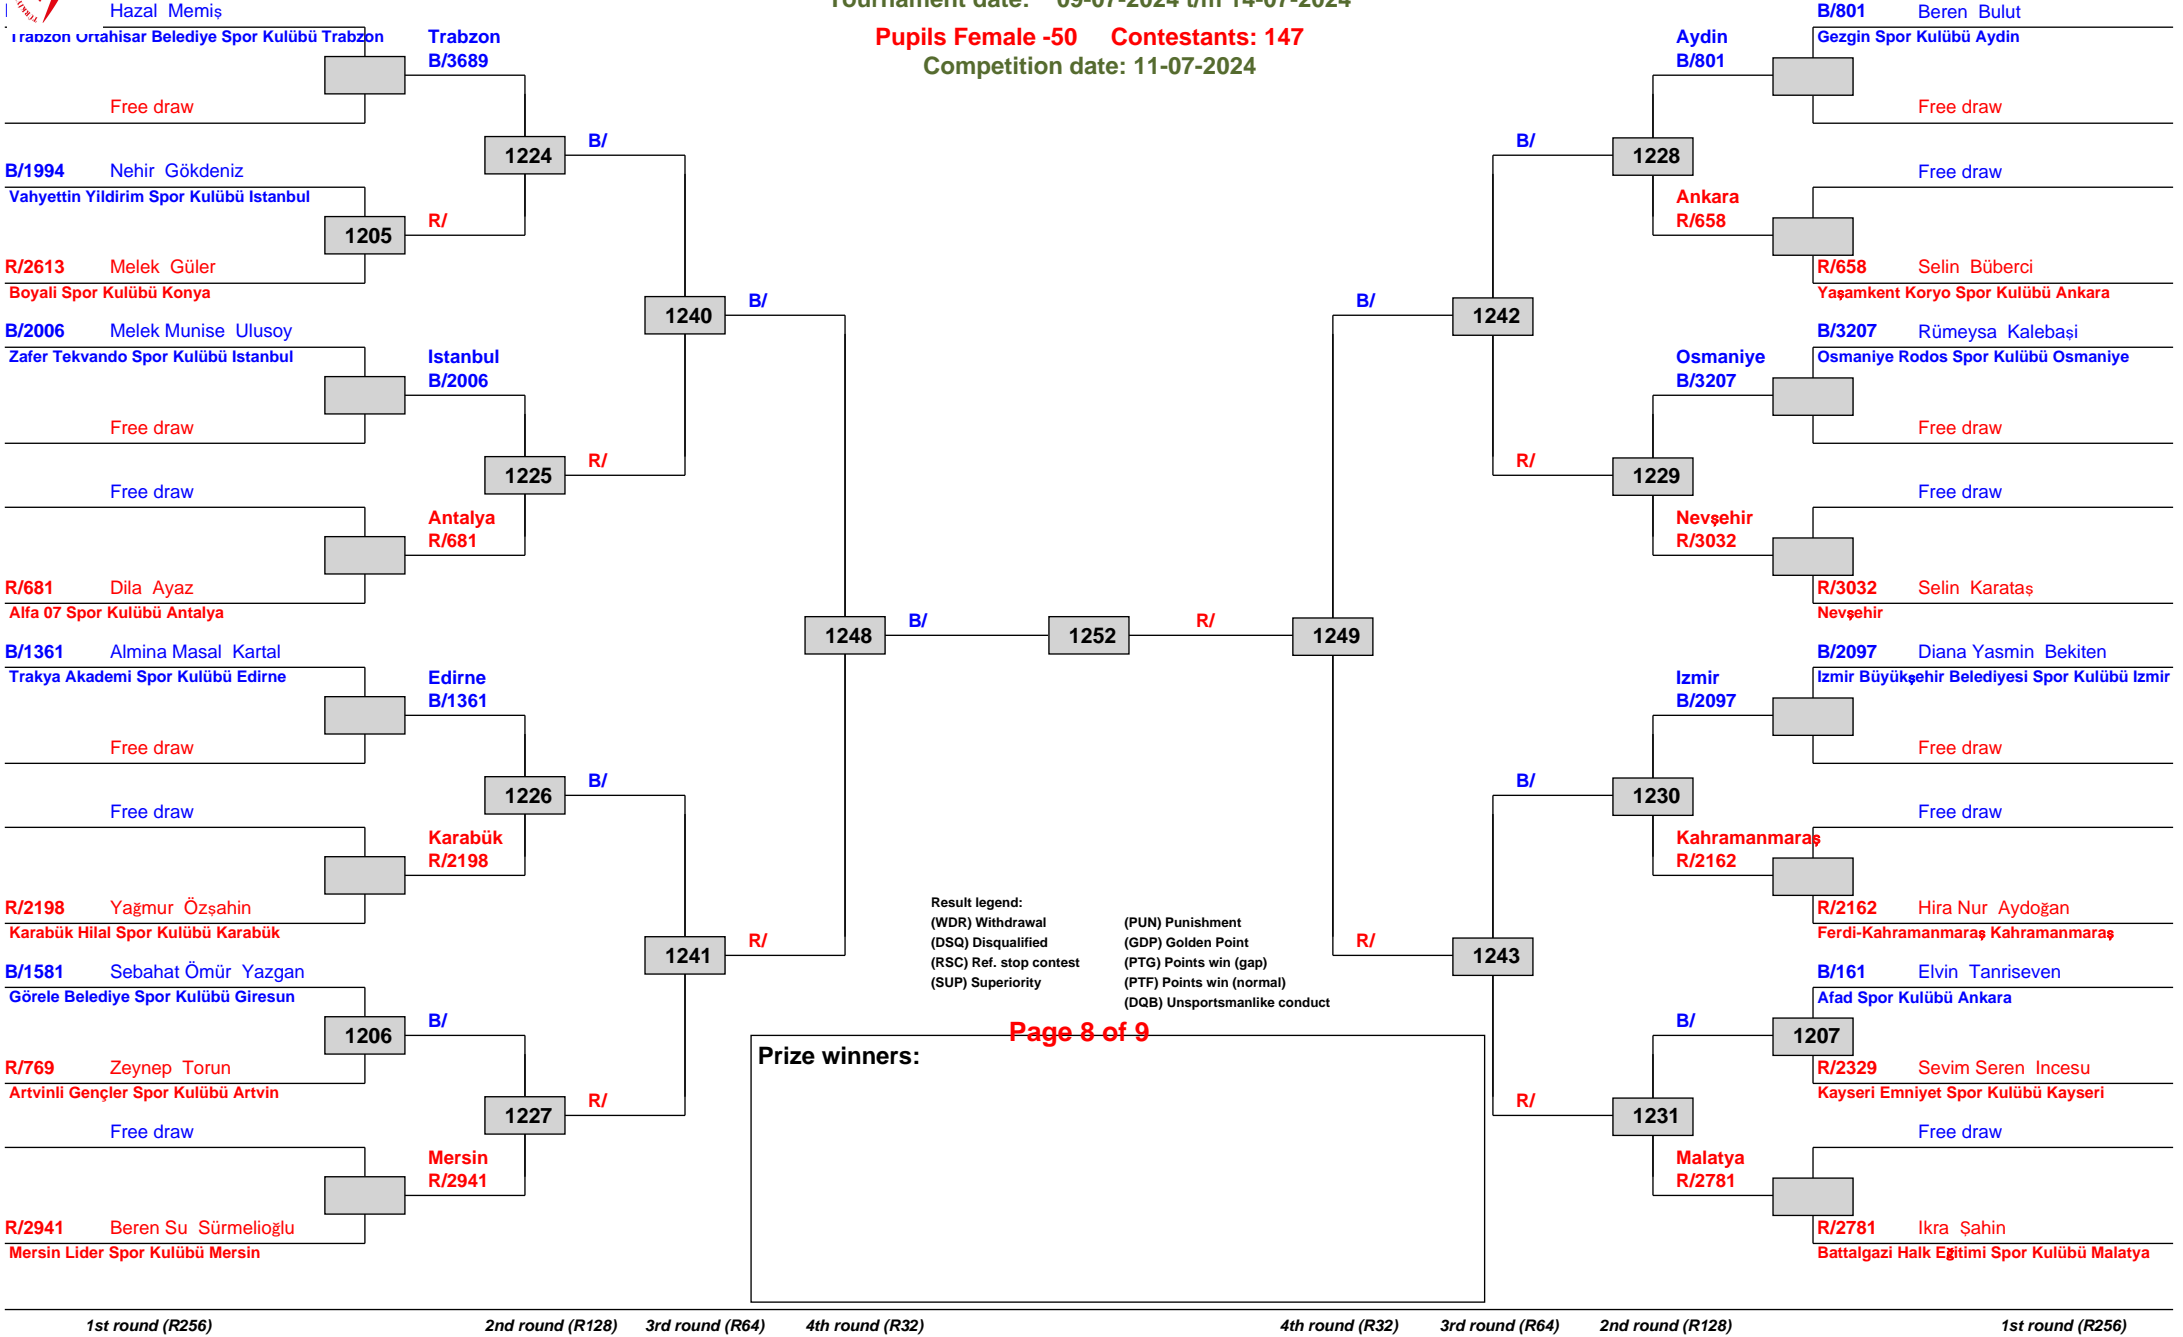 Tournament date: 09-07-2024 t/m 14-07-2024
Pupils Female -50 Contestants: 147
Competition date: 11-07-2024
Hazal Memiş
Trabzon Ortahisar Belediye Spor Kulübü Trabzon
Trabzon
B/3689
Free draw
1224
B/
B/1994 Nehir Gökdeniz
Vahyettin Yildirim Spor Kulübü Istanbul
1205
R/
R/2613 Melek Güler
Boyali Spor Kulübü Konya
1240
B/
B/2006 Melek Munise Ulusoy
Zafer Tekvando Spor Kulübü Istanbul
Istanbul
B/2006
Free draw
1225
R/
Free draw
Antalya
R/681
R/681 Dila Ayaz
Alfa 07 Spor Kulübü Antalya
1248
B/
1252
R/
1249
B/1361 Almina Masal Kartal
Trakya Akademi Spor Kulübü Edirne
Edirne
B/1361
Free draw
1226
B/
Free draw
Karabük
R/2198
R/2198 Yağmur Özşahin
Karabük Hilal Spor Kulübü Karabük
1241
R/
B/1581 Sebahat Ömür Yazgan
Görele Belediye Spor Kulübü Giresun
1206
B/
R/769 Zeynep Torun
Artvinli Gençler Spor Kulübü Artvin
1227
R/
Free draw
Mersin
R/2941
R/2941 Beren Su Sürmelioğlu
Mersin Lider Spor Kulübü Mersin
B/801 Beren Bulut
Gezgin Spor Kulübü Aydin
Aydin
B/801
Free draw
B/
1228
Free draw
Ankara
R/658
R/658 Selin Büberci
Yaşamkent Koryo Spor Kulübü Ankara
B/
1242
B/3207 Rümeysa Kalebaşi
Osmaniye Rodos Spor Kulübü Osmaniye
Osmaniye
B/3207
Free draw
R/
1229
Free draw
Nevşehir
R/3032
R/3032 Selin Karataş
Nevşehir
B/2097 Diana Yasmin Bekiten
Izmir Büyükşehir Belediyesi Spor Kulübü Izmir
Izmir
B/2097
Free draw
B/
1230
Free draw
Kahramanmaraş
R/2162
R/2162 Hira Nur Aydoğan
Ferdi-Kahramanmaraş Kahramanmaraş
R/
1243
B/161 Elvin Tanriseven
Afad Spor Kulübü Ankara
B/
1207
R/2329 Sevim Seren Incesu
Kayseri Emniyet Spor Kulübü Kayseri
R/
1231
Free draw
Malatya
R/2781
R/2781 Ikra Şahin
Battalgazi Halk Eğitimi Spor Kulübü Malatya
Result legend:
(WDR) Withdrawal (PUN) Punishment
(DSQ) Disqualified (GDP) Golden Point
(RSC) Ref. stop contest (PTG) Points win (gap)
(SUP) Superiority (PTF) Points win (normal)
(DQB) Unsportsmanlike conduct
Page 8 of 9
Prize winners:
1st round (R256) 2nd round (R128) 3rd round (R64) 4th round (R32) 4th round (R32) 3rd round (R64) 2nd round (R128) 1st round (R256)